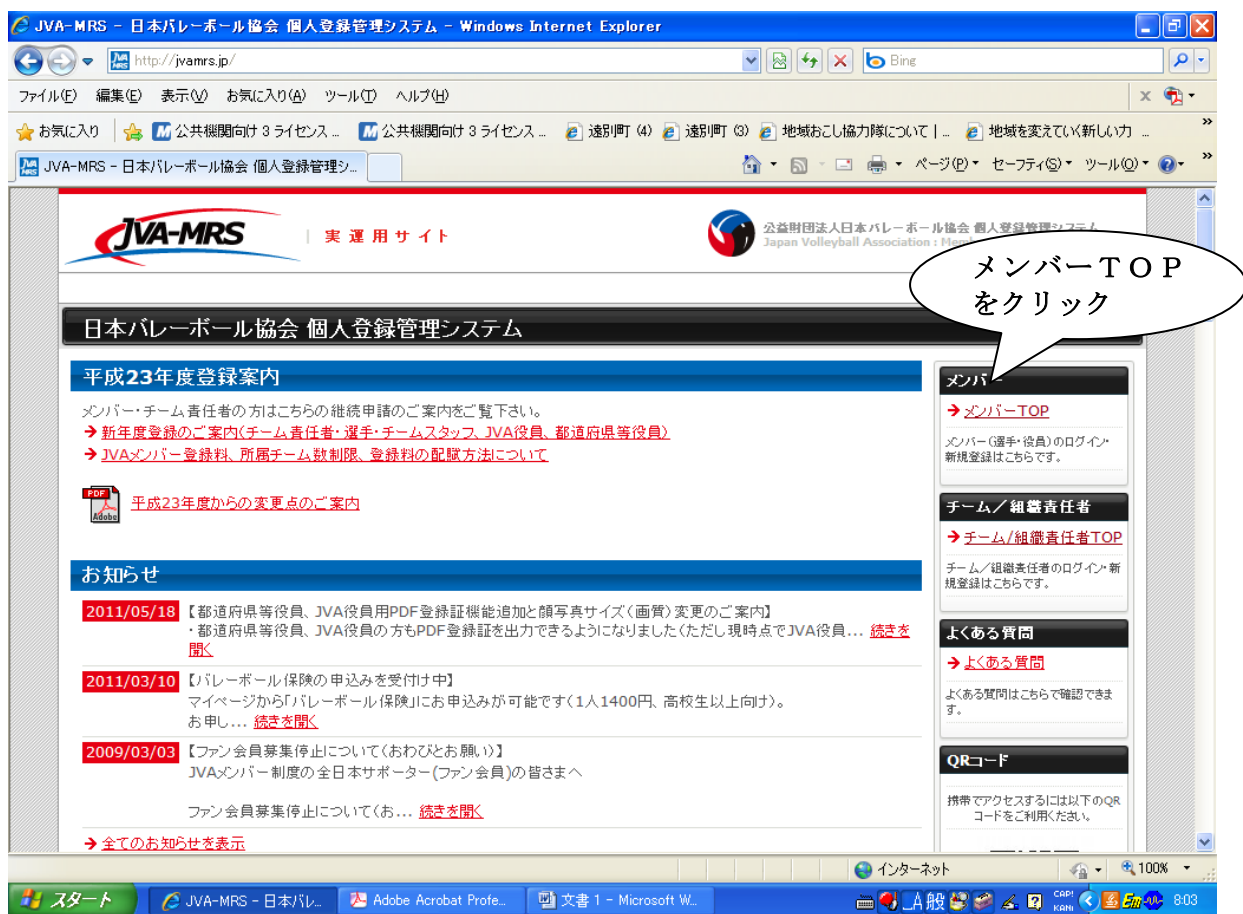 JVA-MRS - 日本バレーボール協会 個人登録管理システム - Windows Internet Explorer
http://jvamrs.jp/
Bing
ファイル(F) 編集(E) 表示(V) お気に入り(A) ツール(T) ヘルプ(H)
お気に入り 公共機関向け 3 ライセンス ... 公共機関向け 3 ライセンス ... 遠別町 (4) 遠別町 (3) 地域おこし協力隊について | ... 地域を変えていく新しい力 ...
JVA-MRS - 日本バレーボール協会 個人登録管理シ... ページ(P) セーフティ(S) ツール(O)
JVA-MRS 実運用サイト
公益財団法人日本バレーボール協会 個人登録管理システム
Japan Volleyball Association :
メンバーＴＯＰ
をクリック
日本バレーボール協会 個人登録管理システム
平成23年度登録案内
メンバー・チーム責任者の方はこちらの継続申請のご案内をご覧下さい。
新年度登録のご案内(チーム責任者・選手・チームスタッフ、JVA役員、都道府県等役員)
JVAメンバー登録料、所属チーム数制限、登録料の配賦方法について
PDF
Adobe
平成23年度からの変更点のご案内
お知らせ
2011/05/18 【都道府県等役員、JVA役員用PDF登録証機能追加と顔写真サイズ(画質)変更のご案内】
・都道府県等役員、JVA役員の方もPDF登録証を出力できるようになりました(ただし現時点でJVA役員... 続きを
開く
2011/03/10 【バレーボール保険の申込みを受付け中】
マイページから「バレーボール保険」にお申込みが可能です(1人1400円、高校生以上向け)。
お申し... 続きを開く
2009/03/03 【ファン会員募集停止について(おわびとお願い)】
JVAメンバー制度の全日本サポーター(ファン会員)の皆さまへ
ファン会員募集停止について(お... 続きを開く
全てのお知らせを表示
メンバー
メンバーTOP
メンバー(選手・役員)のログイン・
新規登録はこちらです。
チーム／組織責任者
チーム/組織責任者TOP
チーム／組織責任者のログイン・新
規登録はこちらです。
よくある質問
よくある質問
よくある質問はこちらで確認できま
す。
QRコード
携帯でアクセスするには以下のQR
コードをご利用ください。
インターネット 100%
スタート JVA-MRS - 日本バレ... Adobe Acrobat Profe... 文書 1 - Microsoft W... A 般 CAPS KANA 8:03